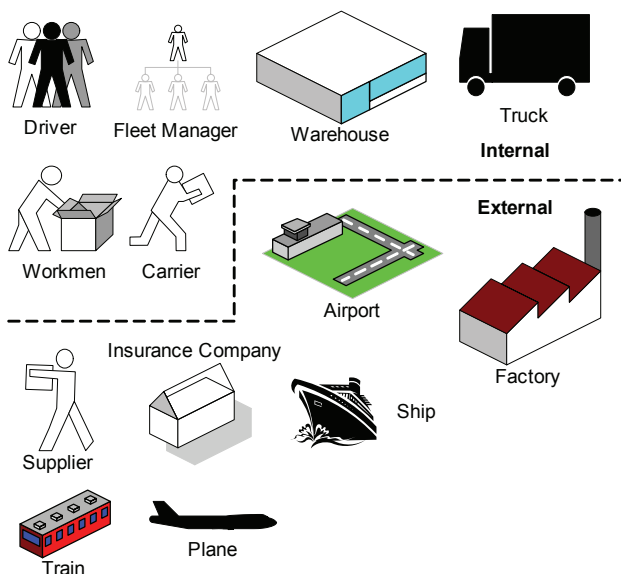 Driver
Fleet Manager
Warehouse
Truck
Internal
Workmen
Carrier
External
Airport
Factory
Insurance Company
Supplier
Ship
Train
Plane